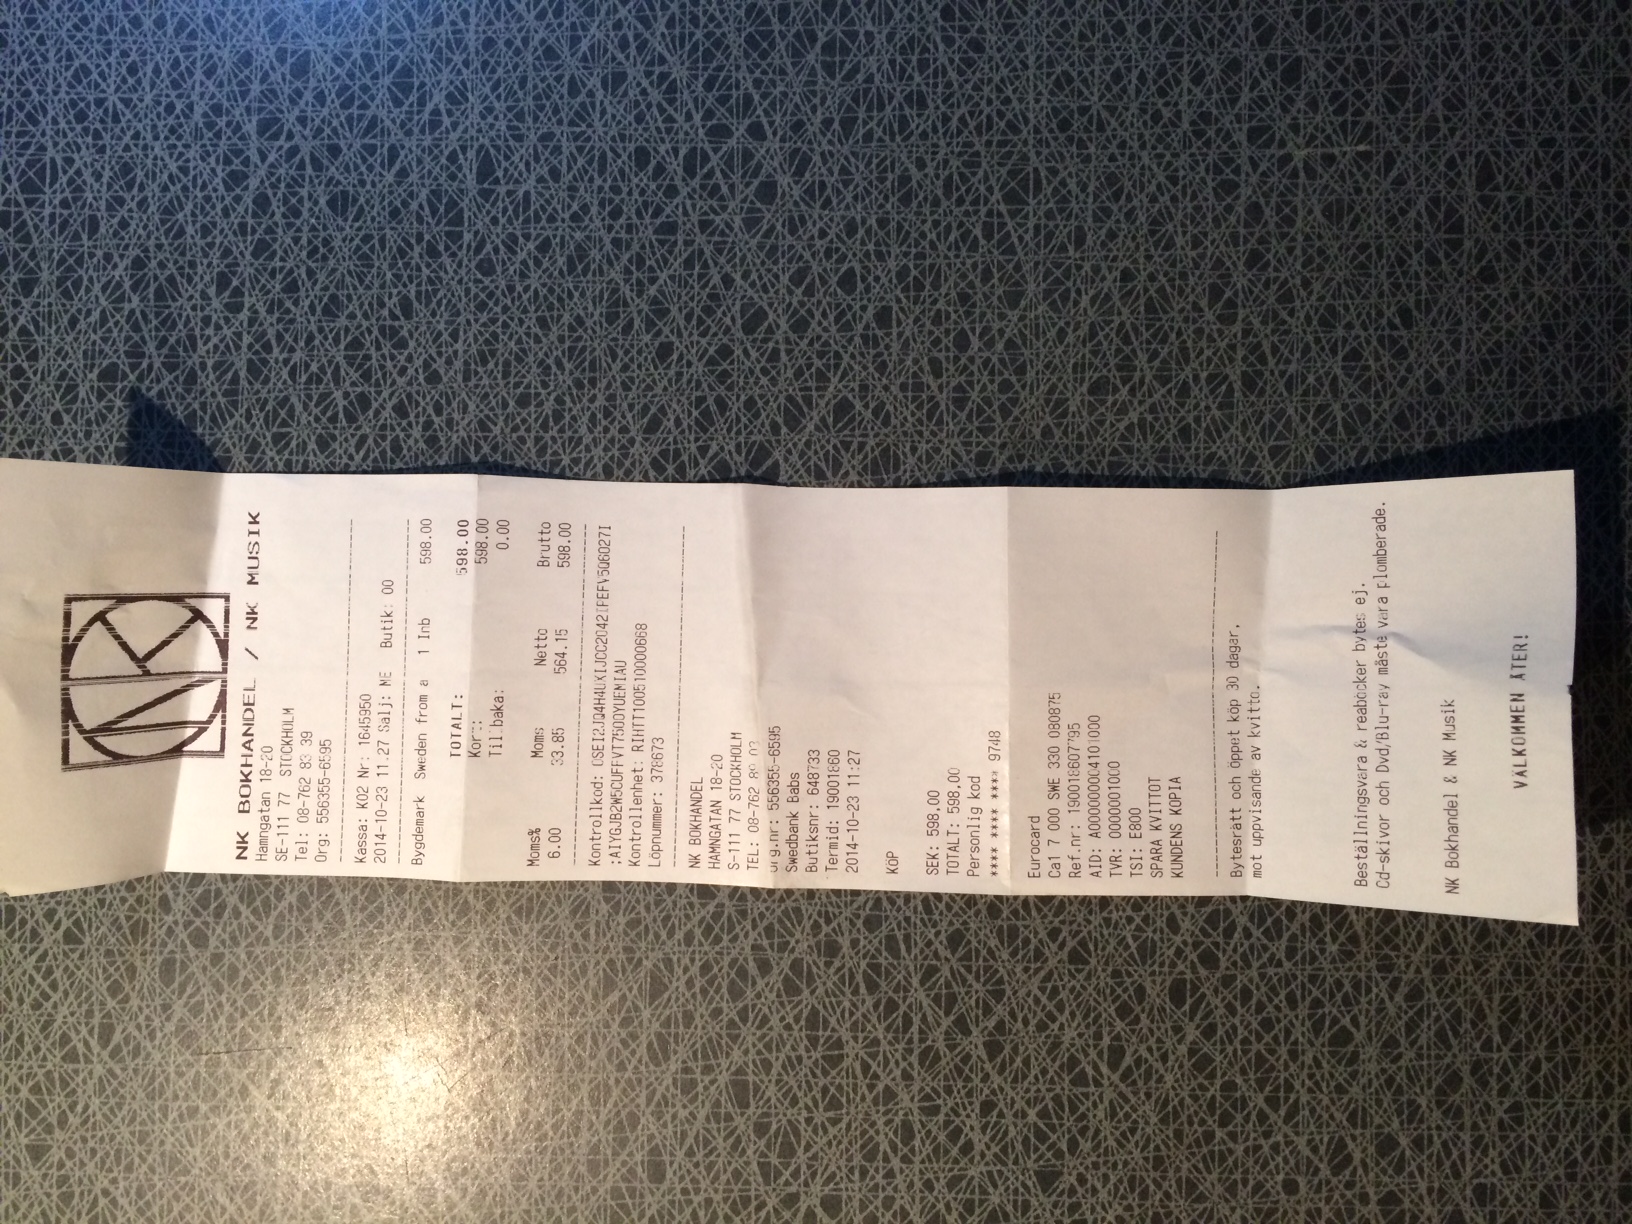 NK
NK BOKHANDEL / NK MUSIK
Hamngatan 18-20
SE-111 77 STOCKHOLM
Tel: 08-762 83 39
Org: 556355-6595
Kassa: K02 Nr: 1645950
2014-10-23 11.27 Salj: ME Butik: 00
Bygdemark Sweden from a 1 Inb 598.00
TOTALT: 598.00
Kort: 598.00
Tillbaka: 0.00
Moms% Moms Netto Brutto
6.00 33.85 564.15 598.00
Kontrollkod:
Kontrollenhet: RIHTT100510000668
Löpnummer: 378673
NK BOKHANDEL
HAMNGATAN 18-20
S-111 77 STOCKHOLM
TEL: 08-762
Org.nr: 556355-6595
Swedbank Babs
Butiksnr: 648733
Termid: 19001860
2014-10-23 11:27
KÖP
SEK: 598,00
TOTALT: 598,00
Personlig kod
**** **** **** 9748
Eurocard
Ca1 7 000 SWE 330 080875
Ref.nr: 190018607795
AID: A0000000041010000
TVR: 0000001000
TSI: E800
SPARA KVITTOT
KUNDENS KOPIA
Bytesrätt och öppet köp 30 dagar,
mot uppvisande av kvitto.
Beställningsvara & reaböcker bytes ej.
Cd-skivor och Dvd/Blu-ray måste vara plomberade.
NK Bokhandel & NK Musik
VÄLKOMMEN ÅTER!